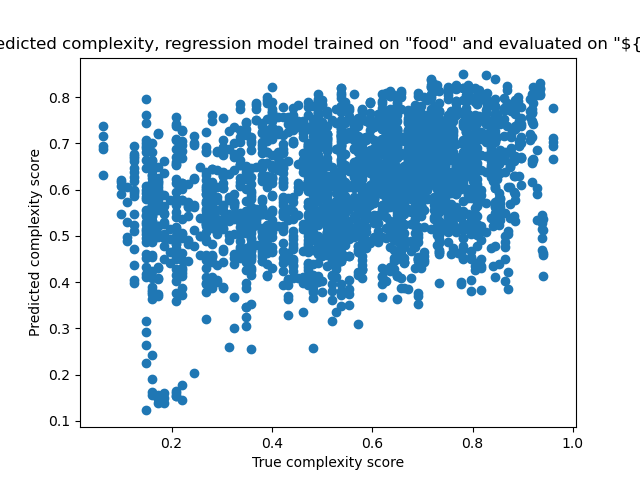 edicted complexity, regression model trained on "food" and evaluated on "${
0.8
0.7
0.6
0.5
0.4
0.3
0.2
0.1
Predicted complexity score
0.2 0.4 0.6 0.8 1.0
True complexity score